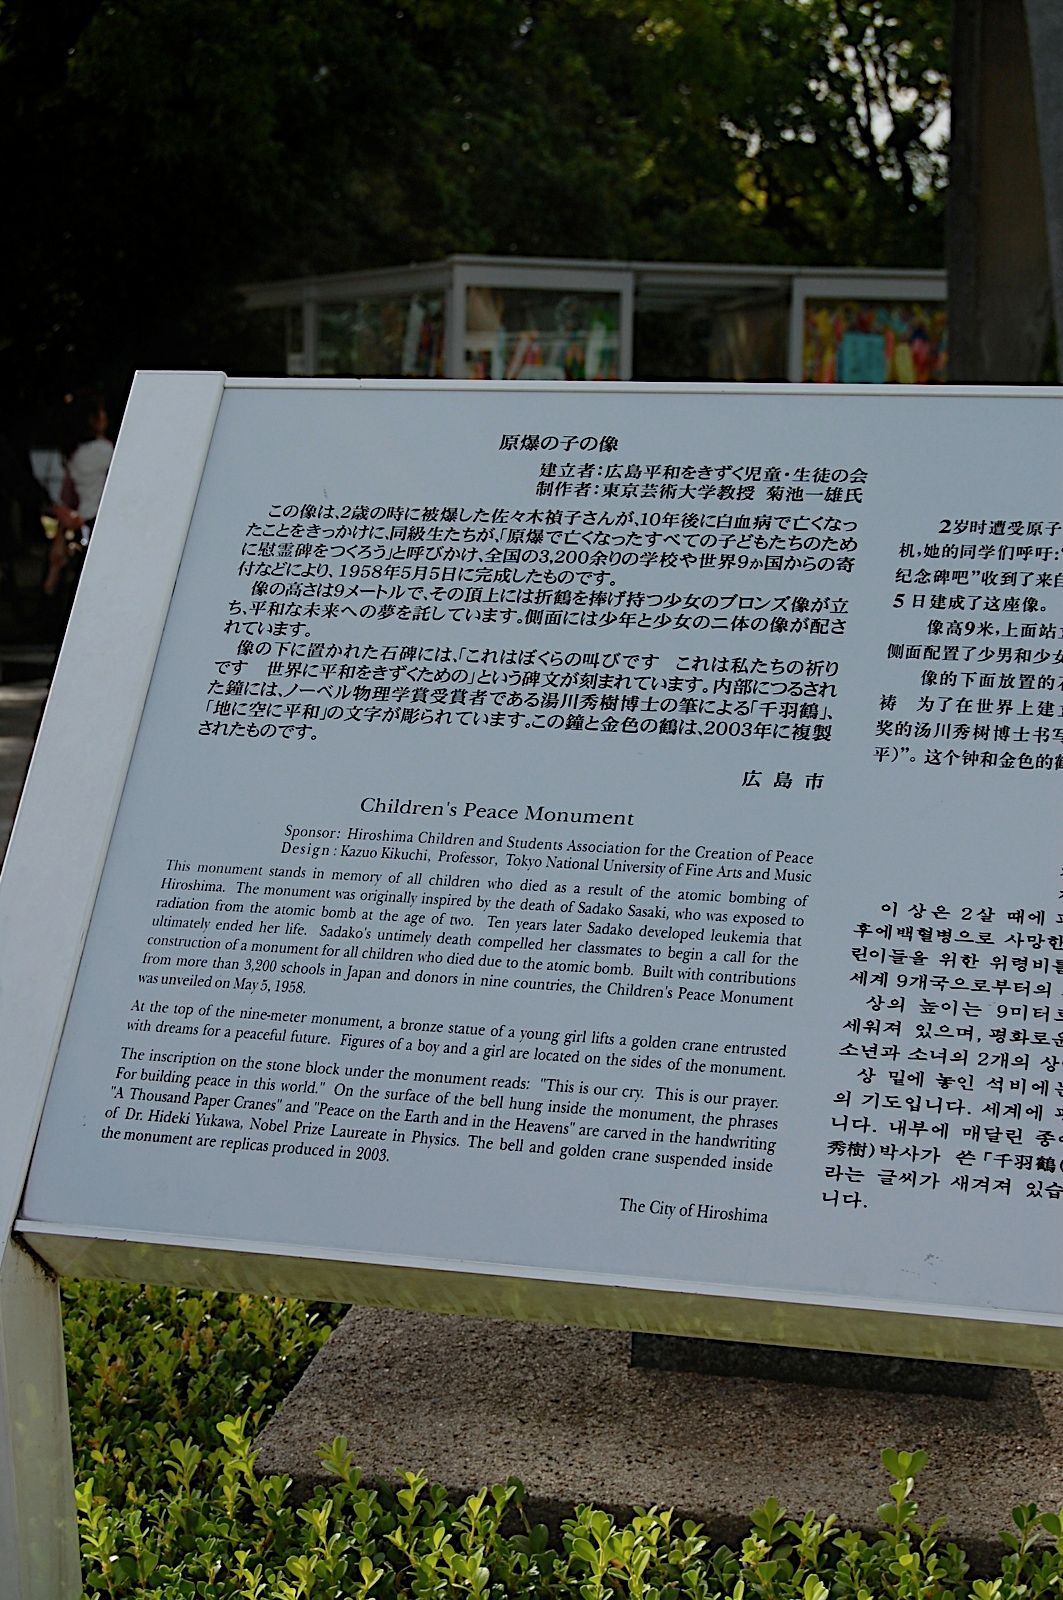 原爆の子の像
建立者：広島平和をきずく児童・生徒の会
制作者：東京芸術大学教授 菊池一雄氏
この像は、2歳の時に被爆した佐々木禎子さんが、10年後に白血病で亡くなっ
たことをきっかけに、同級生たちが、「原爆で亡くなったすべての子どもたちのため
に慰霊碑をつくろう」と呼びかけ、全国の3,200余りの学校や世界9ヵ国からの寄
付などにより、1958年5月5日に完成したものです。
像の高さは9メートルで、その頂上には折鶴を捧げ持つ少女のブロンズ像が立
ち、平和な未来への夢を託しています。側面には少年と少女の二体の像が配さ
れています。
像の下に置かれた石碑には、「これはぼくらの叫びです これは私たちの祈り
です 世界に平和をきずくための」という碑文が刻まれています。内部につるされ
た鐘には、ノーベル物理学賞受賞者である湯川秀樹博士の筆による「千羽鶴」、
「地に空に平和」の文字が彫られています。この鐘と金色の鶴は、2003年に複製
されたものです。
広島市
Children's Peace Monument
Sponsor: Hiroshima Children and Students Association for the Creation of Peace
Design: Kazuo Kikuchi, Professor, Tokyo National University of Fine Arts and Music
This monument stands in memory of all children who died as a result of the atomic bombing of
Hiroshima. The monument was originally inspired by the death of Sadako Sasaki, who was exposed to
radiation from the atomic bomb at the age of two. Ten years later Sadako developed leukemia that
ultimately ended her life. Sadako's untimely death compelled her classmates to begin a call for the
construction of a monument for all children who died due to the atomic bomb. Built with contributions
from more than 3,200 schools in Japan and donors in nine countries, the Children's Peace Monument
was unveiled on May 5, 1958.
At the top of the nine-meter monument, a bronze statue of a young girl lifts a golden crane entrusted
with dreams for a peaceful future. Figures of a boy and a girl are located on the sides of the monument.
The inscription on the stone block under the monument reads: "This is our cry. This is our prayer.
For building peace in this world." On the surface of the bell hung inside the monument, the phrases
"A Thousand Paper Cranes" and "Peace on the Earth and in the Heavens" are carved in the handwriting
of Dr. Hideki Yukawa, Nobel Prize Laureate in Physics. The bell and golden crane suspended inside
the monument are replicas produced in 2003.
The City of Hiroshima
2岁时遭受原子
机,她的同学们呼吁:
纪念碑吧”收到了来自
5日建成了这座像。
像高9米,上面站
侧面配置了少男和少女
像的下面放置的
祷 为了在世界上建
奖的汤川秀树博士书写
平)”。这个钟和金色的
이 상은 2살 때에
후에백혈병으로 사망한
린이들을 위한 위령비를
세계 9개국으로부터의
상의 높이는 9미터로
세워져 있으며, 평화로운
소년과 소녀의 2개의 상
상 밑에 놓인 석비에는
의 기도입니다. 세계에
니다. 내부에 매달린 종
秀樹)박사가 쓴「千羽鶴
라는 글씨가 새겨져 있습
니다.